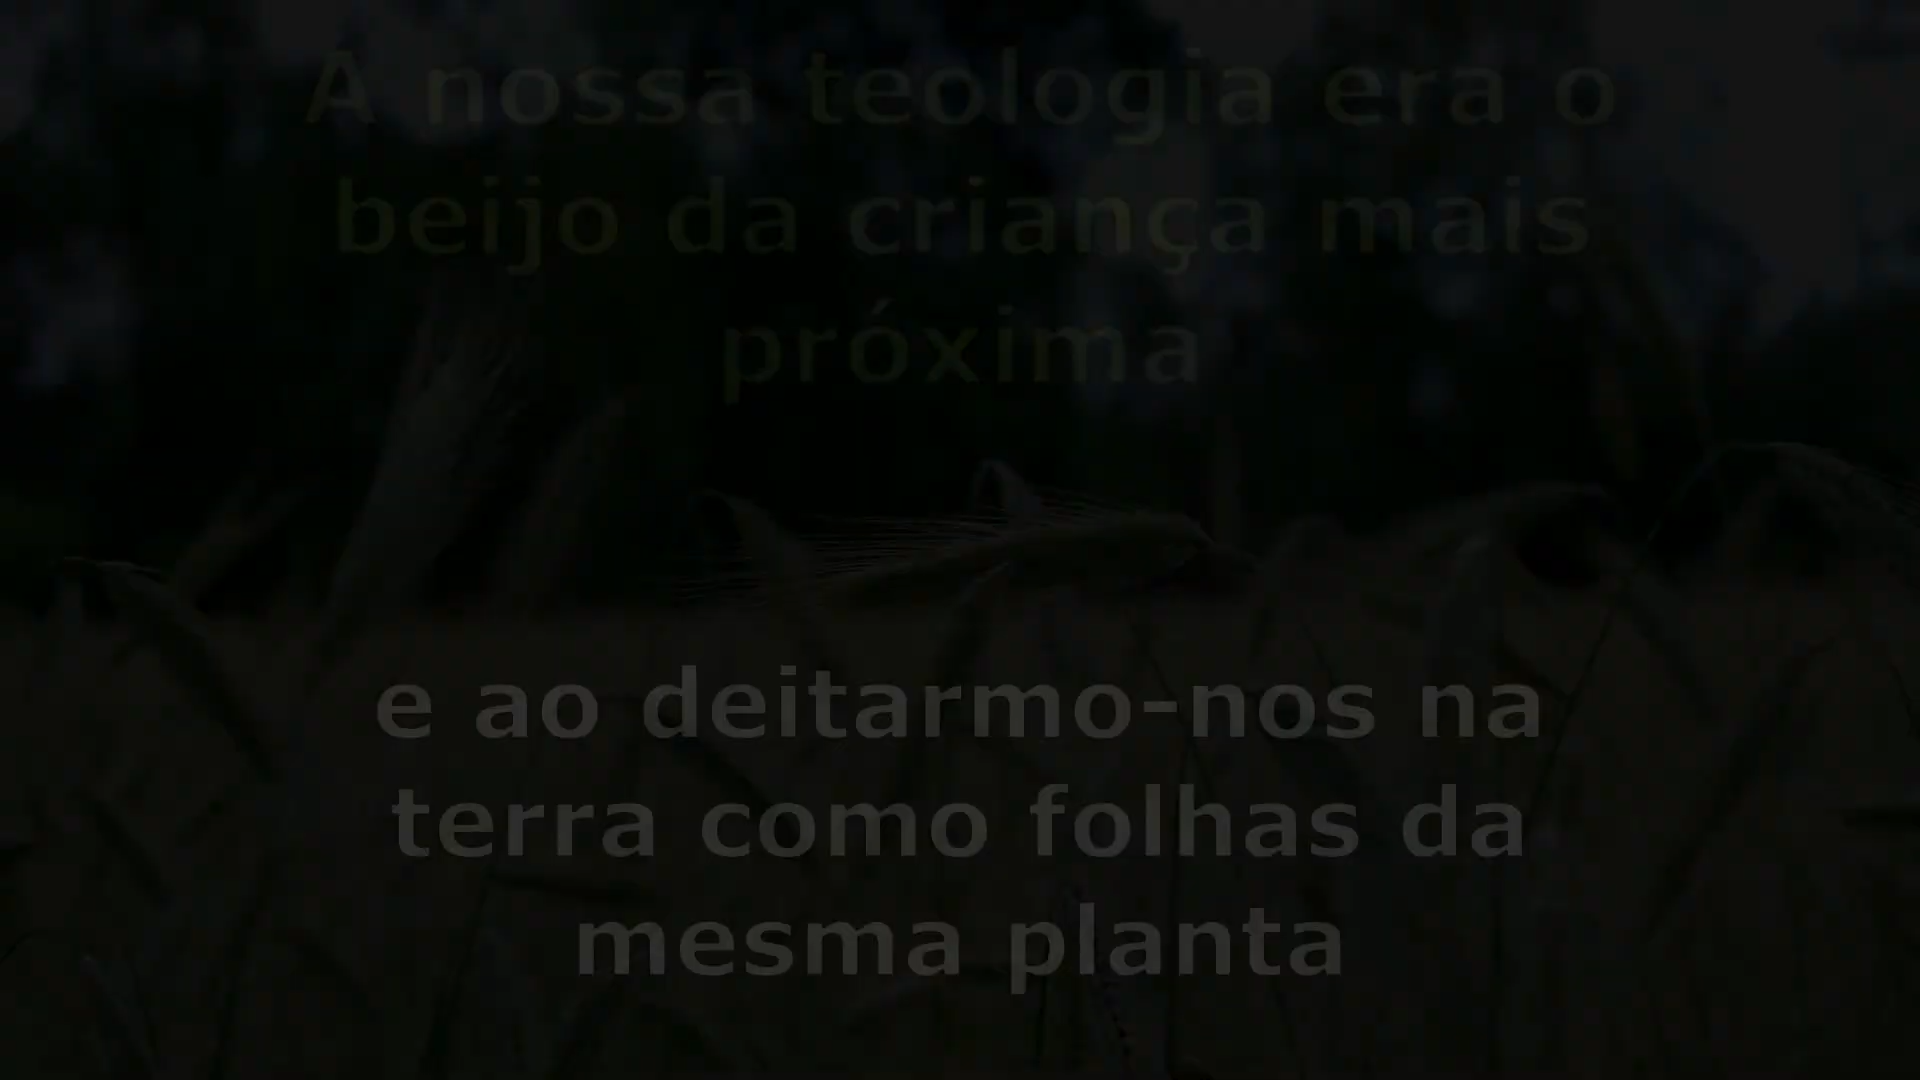 A nossa teologia era o
beijo da criança mais
próxima
e ao deitarmo-nos na
terra como folhas da
mesma planta